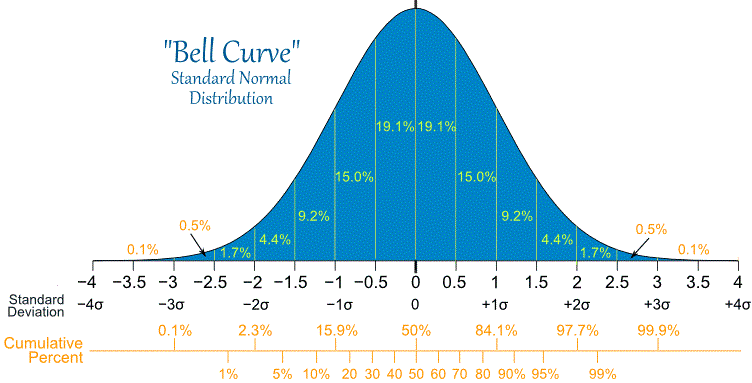 "Bell Curve"
Standard Normal
Distribution
19.1% 19.1%
15.0% 15.0%
9.2% 9.2%
0.5% 4.4% 4.4% 0.5%
0.1% 1.7% 1.7% 0.1%
−4 −3.5 −3 −2.5 −2 −1.5 −1 −0.5 0 0.5 1 1.5 2 2.5 3 3.5 4
Standard
Deviation
−4σ −3σ −2σ −1σ 0 +1σ +2σ +3σ +4σ
0.1% 2.3% 15.9% 50% 84.1% 97.7% 99.9%
Cumulative
Percent
1% 5% 10% 20 30 40 50 60 70 80 90% 95% 99%